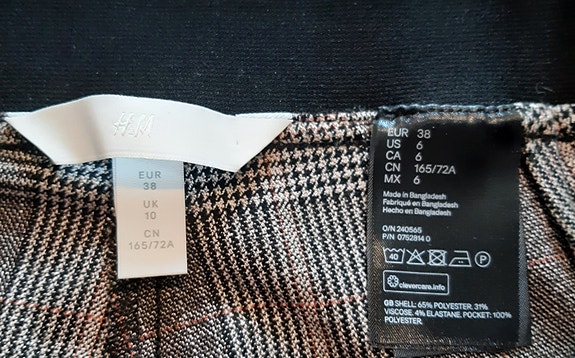 H&M
EUR
38
UK
10
CN
165/72A
EUR 38
US 6
CA 6
CN 165/72A
MX 6
Made in Bangladesh
Fabriqué en Bangladesh
Hecho en Bangladesh
O/N 240565
P/N 0752814 0
40
P
clevercare.info
GB SHELL: 65% POLYESTER. 31%
VISCOSE. 4% ELASTANE. POCKET: 100%
POLYESTER.